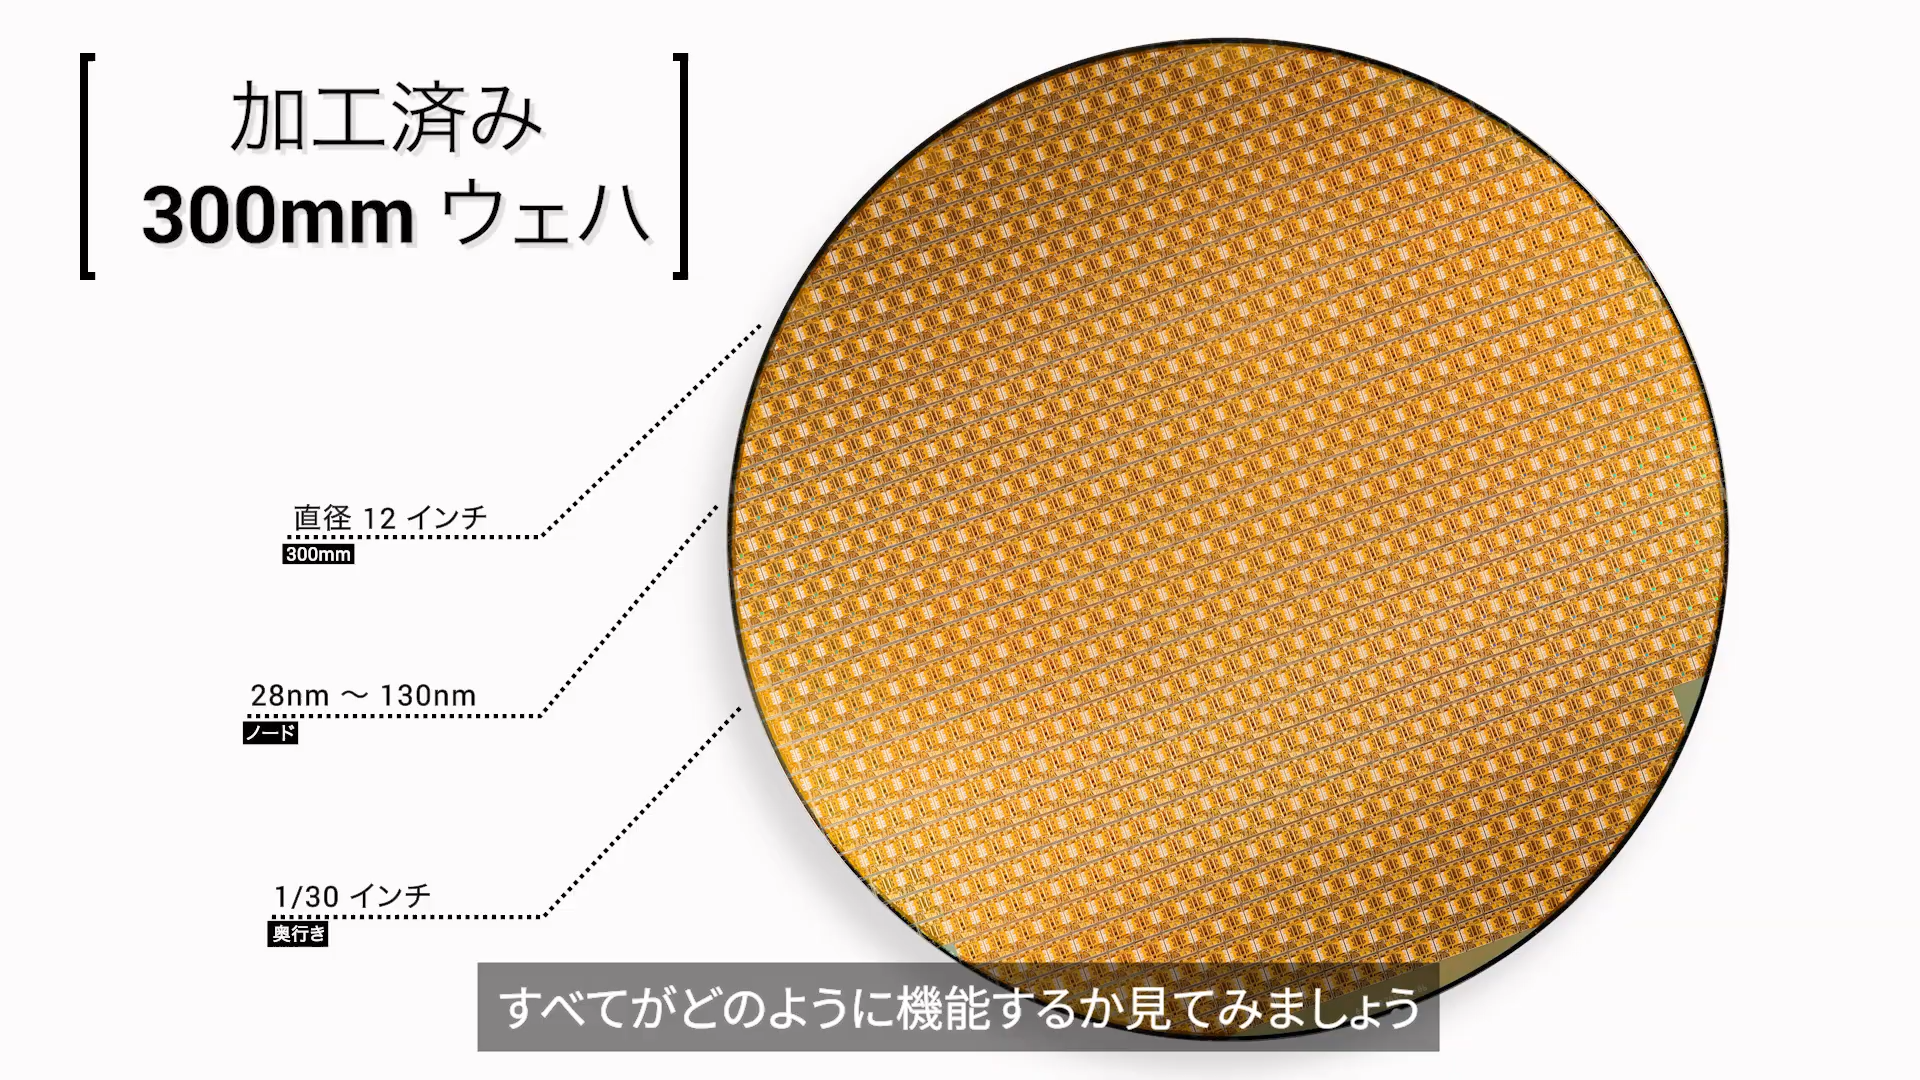 加工済み
300mm ウェハ
直径 12 インチ
300mm
28nm ～ 130nm
ノード
1/30 インチ
奥行き
すべてがどのように機能するか見てみましょう